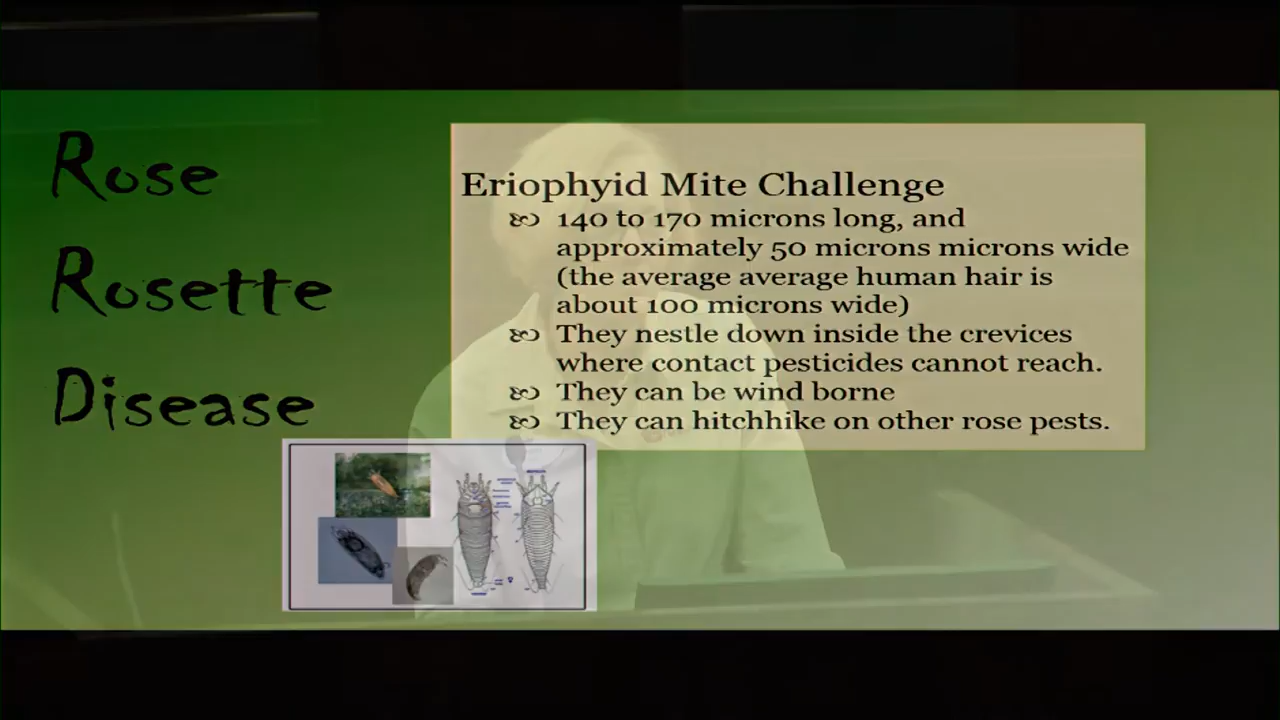 Rose
Rosette
Disease
Eriophyid Mite Challenge
140 to 170 microns long, and
approximately 50 microns microns wide
(the average average human hair is
about 100 microns wide)
They nestle down inside the crevices
where contact pesticides cannot reach.
They can be wind borne
They can hitchhike on other rose pests.